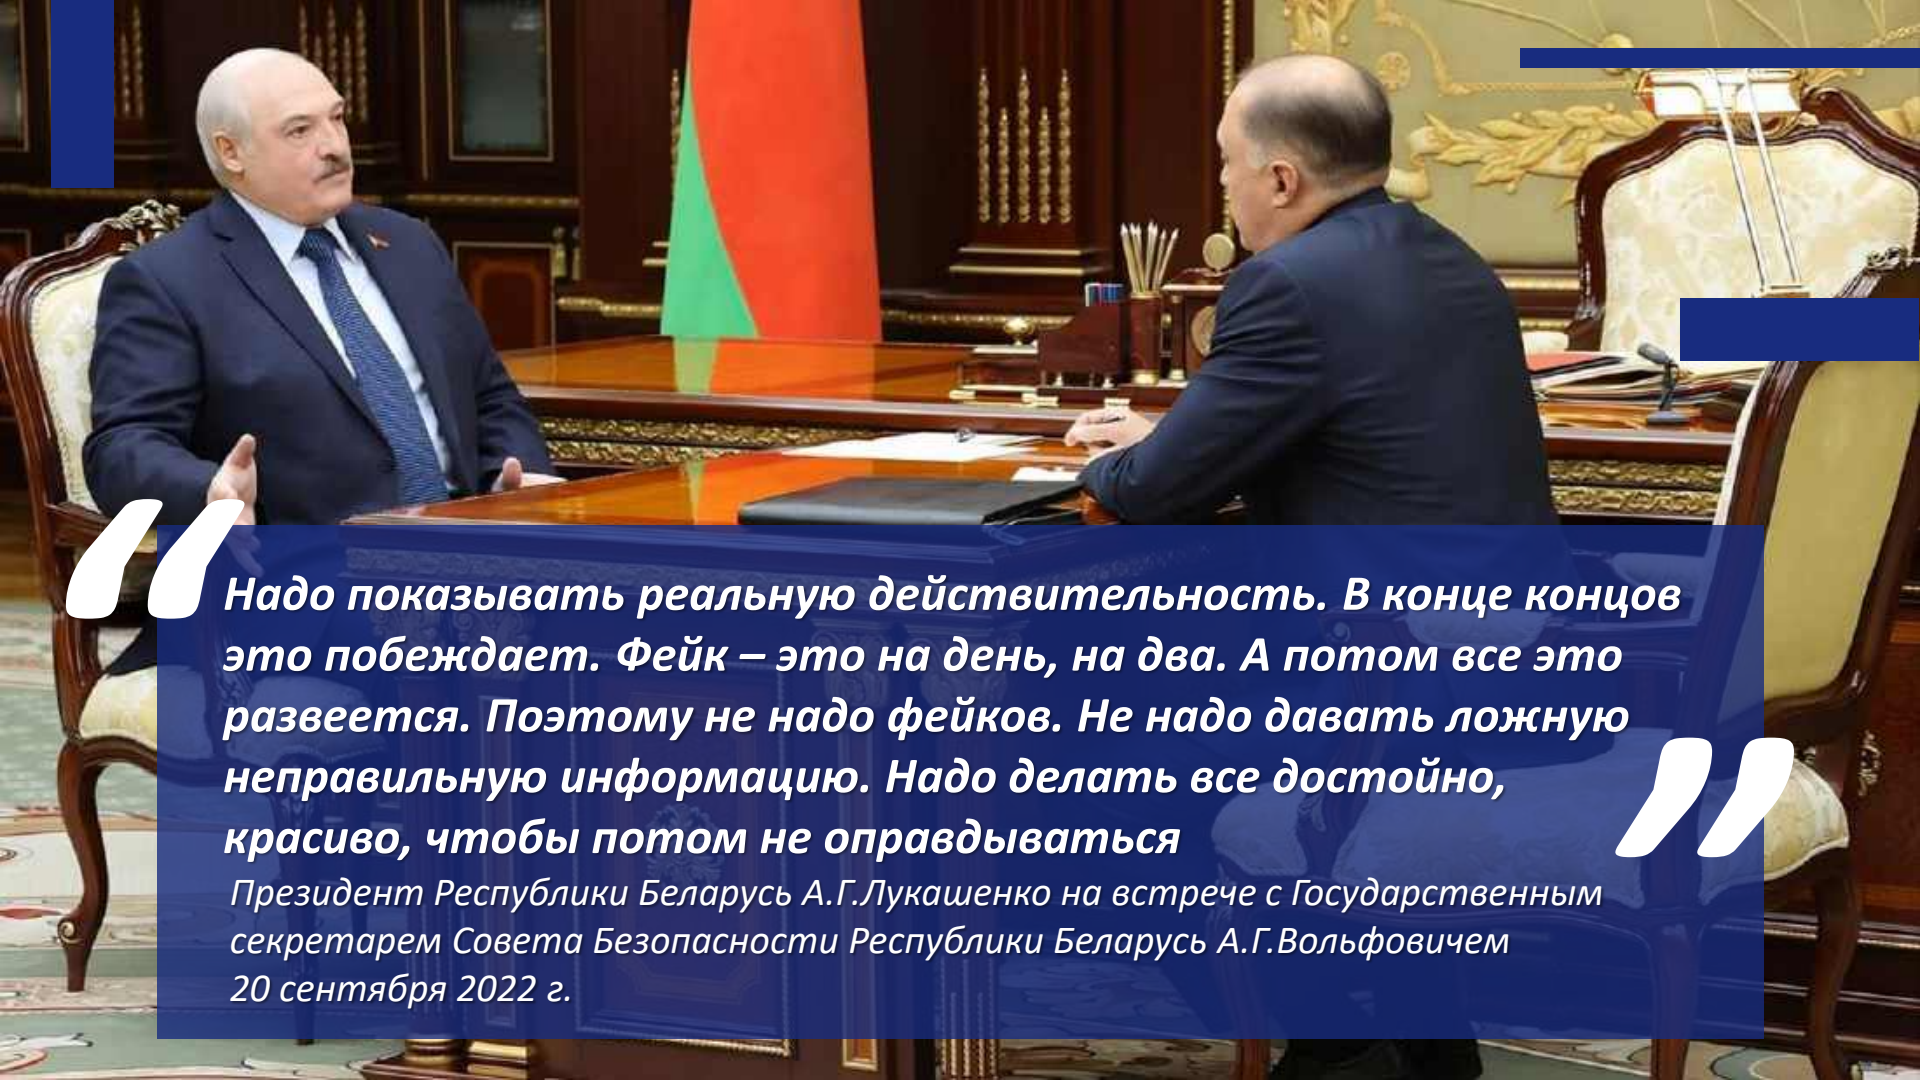 “
Надо показывать реальную действительность. В конце концов
это побеждает. Фейк – это на день, на два. А потом все это
развеется. Поэтому не надо фейков. Не надо давать ложную
неправильную информацию. Надо делать все достойно,
красиво, чтобы потом не оправдываться
”
Президент Республики Беларусь А.Г.Лукашенко на встрече с Государственным
секретарем Совета Безопасности Республики Беларусь А.Г.Вольфовичем
20 сентября 2022 г.